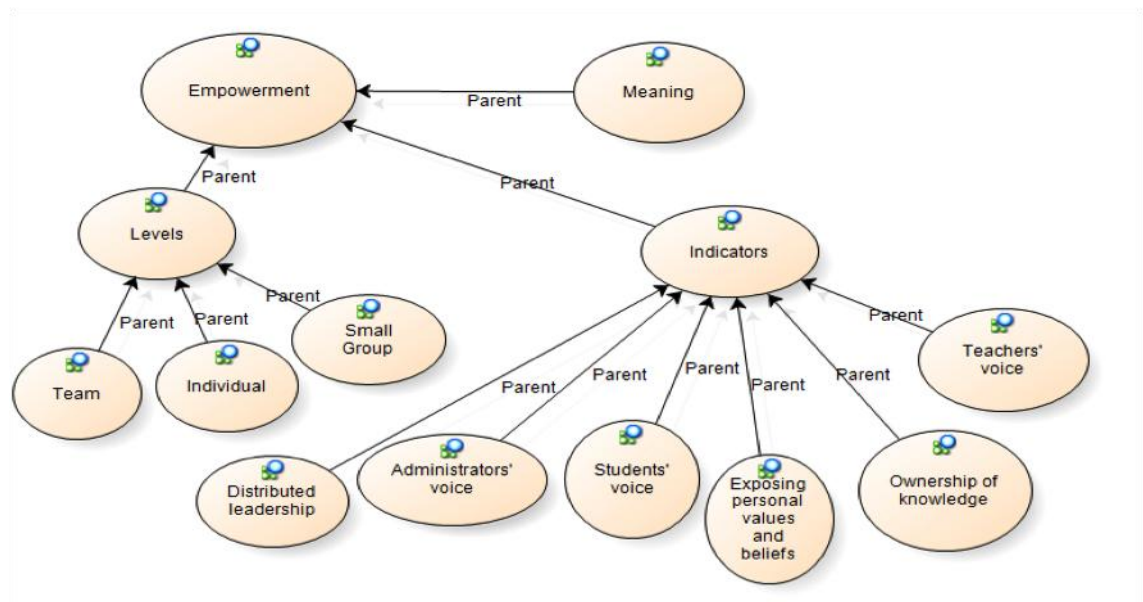 Empowerment
Meaning
Parent
Parent
Parent
Levels
Indicators
Parent
Parent
Parent
Small
Group
Parent
Team
Individual
Teachers'
voice
Parent
Parent
Parent
Parent
Parent
Distributed
leadership
Administrators'
voice
Students'
voice
Exposing
personal
values
and
beliefs
Ownership of
knowledge